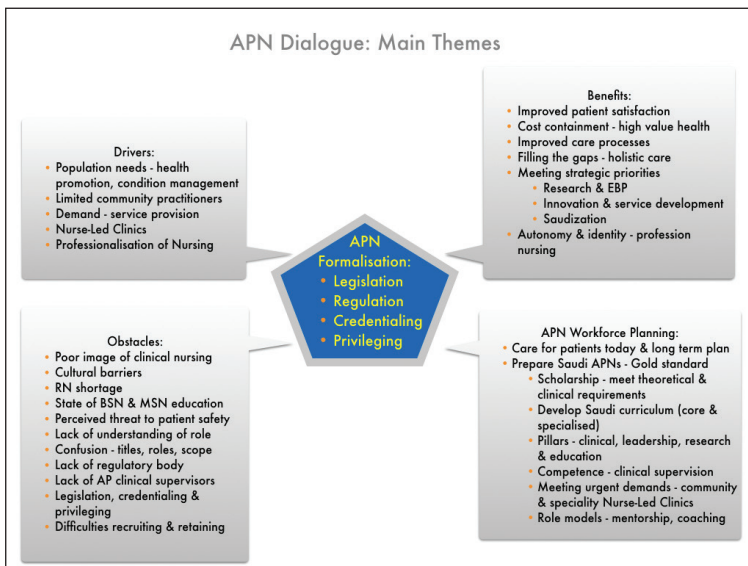 APN Dialogue: Main Themes
Drivers:
• Population needs - health
promotion, condition management
• Limited community practitioners
• Demand - service provision
• Nurse-Led Clinics
• Professionalisation of Nursing
Benefits:
• Improved patient satisfaction
• Cost containment - high value health
• Improved care processes
• Filling the gaps - holistic care
• Meeting strategic priorities
• Research & EBP
• Innovation & service development
• Saudization
• Autonomy & identity - profession
nursing
APN
Formalisation:
• Legislation
• Regulation
• Credentialing
• Privileging
Obstacles:
• Poor image of clinical nursing
• Cultural barriers
• RN shortage
• State of BSN & MSN education
• Perceived threat to patient safety
• Lack of understanding of role
• Confusion - titles, roles, scope
• Lack of regulatory body
• Lack of AP clinical supervisors
• Legislation, credentialing &
privileging
• Difficulties recruiting & retaining
APN Workforce Planning:
• Care for patients today & long term plan
• Prepare Saudi APNs - Gold standard
• Scholarship - meet theoretical &
clinical requirements
• Develop Saudi curriculum (core &
specialised)
• Pillars - clinical, leadership, research
& education
• Competence - clinical supervision
• Meeting urgent demands - community
& speciality Nurse-Led Clinics
• Role models - mentorship, coaching